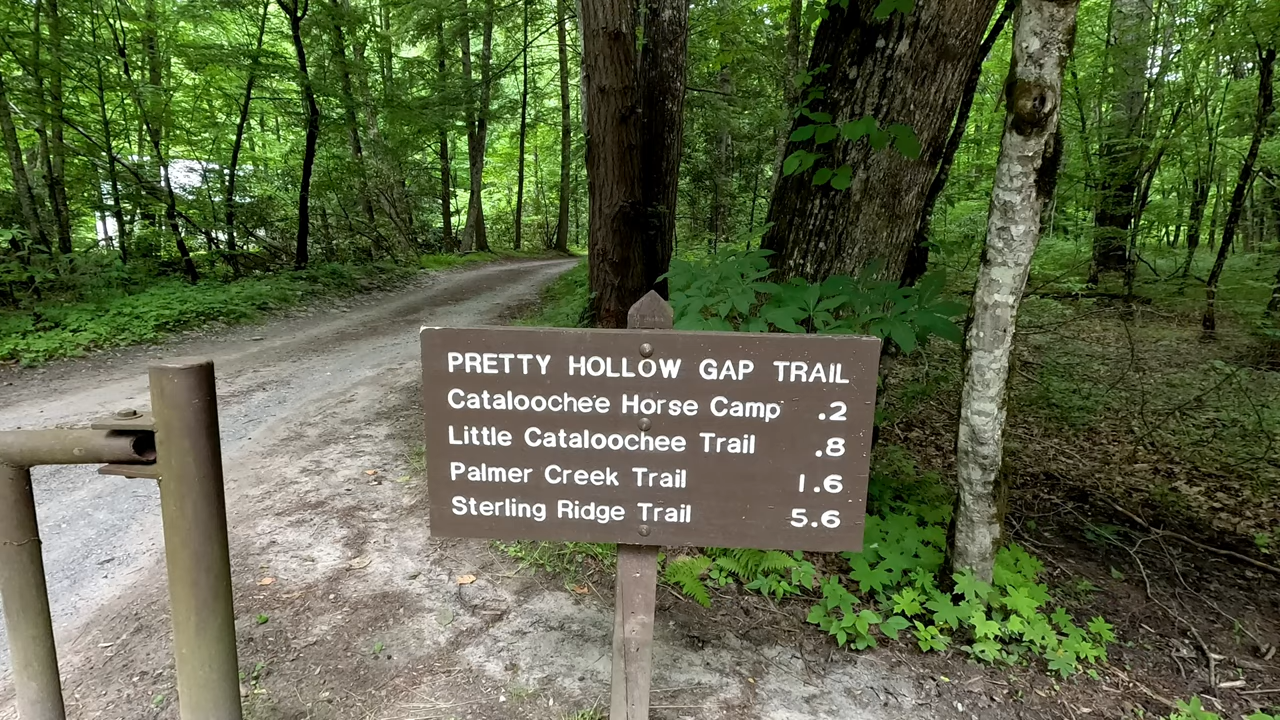 PRETTY HOLLOW GAP TRAIL
Cataloochee Horse Camp .2
Little Cataloochee Trail .8
Palmer Creek Trail 1.6
Sterling Ridge Trail 5.6